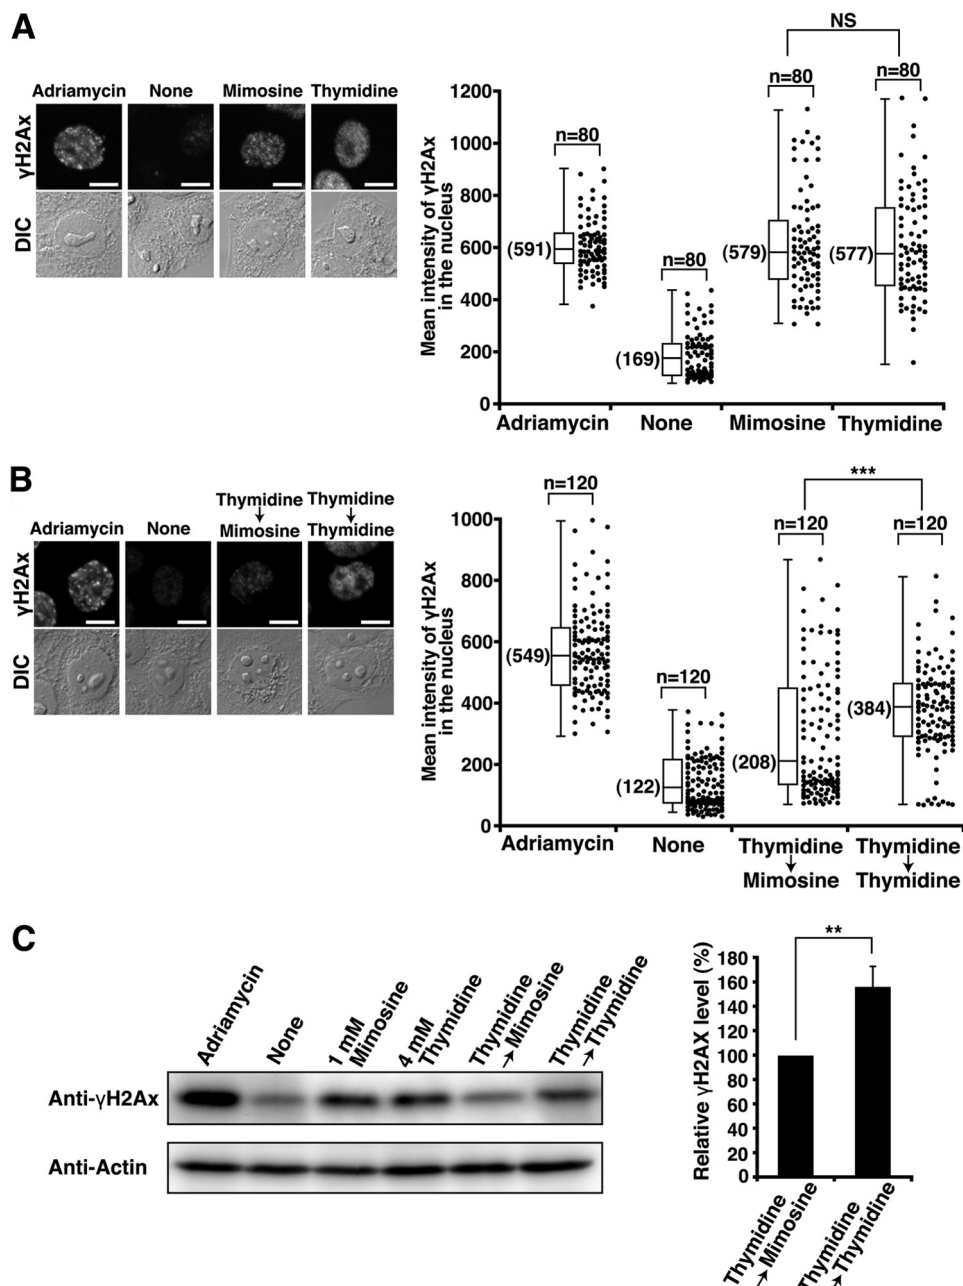 A
Adriamycin None Mimosine Thymidine
γH2Ax
DIC
Mean intensity of γH2Ax
in the nucleus
1200
1000
800
600
400
200
0
NS
n=80
n=80
n=80
n=80
(591)
(169)
(579)
(577)
Adriamycin None Mimosine Thymidine
B
Thymidine Thymidine
↓ ↓
Adriamycin None Mimosine Thymidine
γH2Ax
DIC
Mean intensity of γH2Ax
in the nucleus
1000
800
600
400
200
0
***
n=120
n=120
n=120
n=120
(549)
(122)
(208)
(384)
Adriamycin None Thymidine Thymidine
↓ ↓
Mimosine Thymidine
C
Adriamycin
None
1 mM
Mimosine
4 mM
Thymidine
Thymidine
→ Mimosine
Thymidine
→ Thymidine
Anti-γH2Ax
Anti-Actin
Relative γH2AX level (%)
180
160
140
120
100
80
60
40
20
0
**
Thymidine
→ Mimosine
Thymidine
→ Thymidine